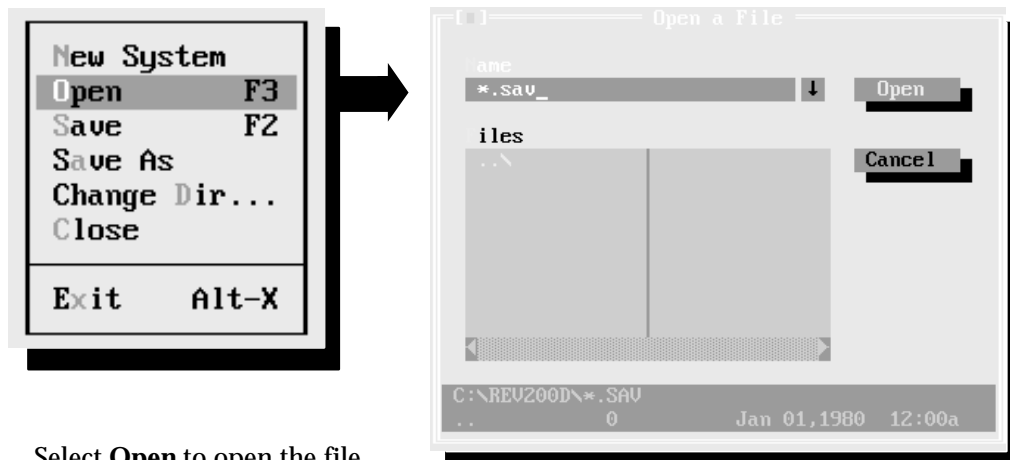 New System
Open F3
Save F2
Save As
Change Dir...
Close
Exit Alt-X
[■] Open a File
ame
*.sav_ ↓ Open
iles
..\
Cancel
C:\REV200D\*.SAV
.. 0 Jan 01,1980 12:00a
Select Open to open the file